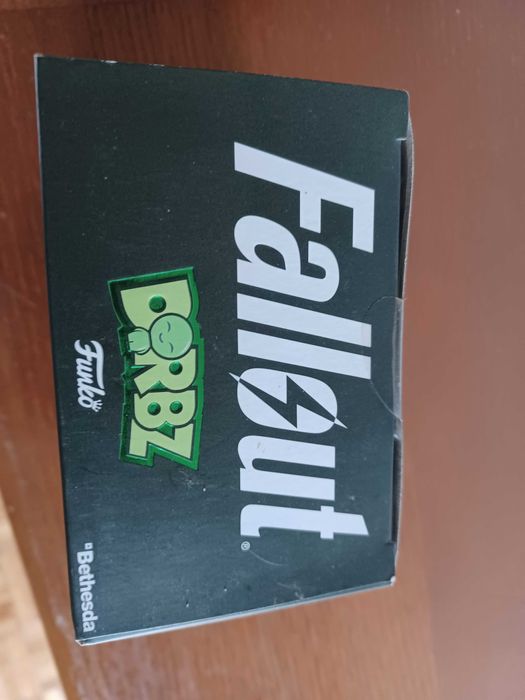 Fallout®
DORBZ
Funko
Bethesda